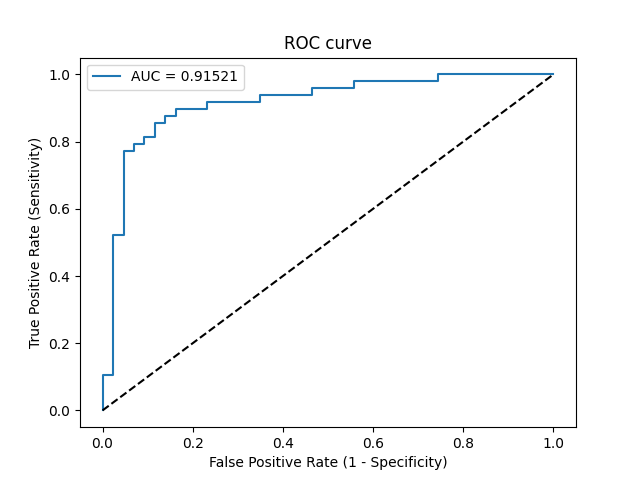 ROC curve
AUC = 0.91521
True Positive Rate (Sensitivity)
1.0
0.8
0.6
0.4
0.2
0.0
0.0 0.2 0.4 0.6 0.8 1.0
False Positive Rate (1 - Specificity)